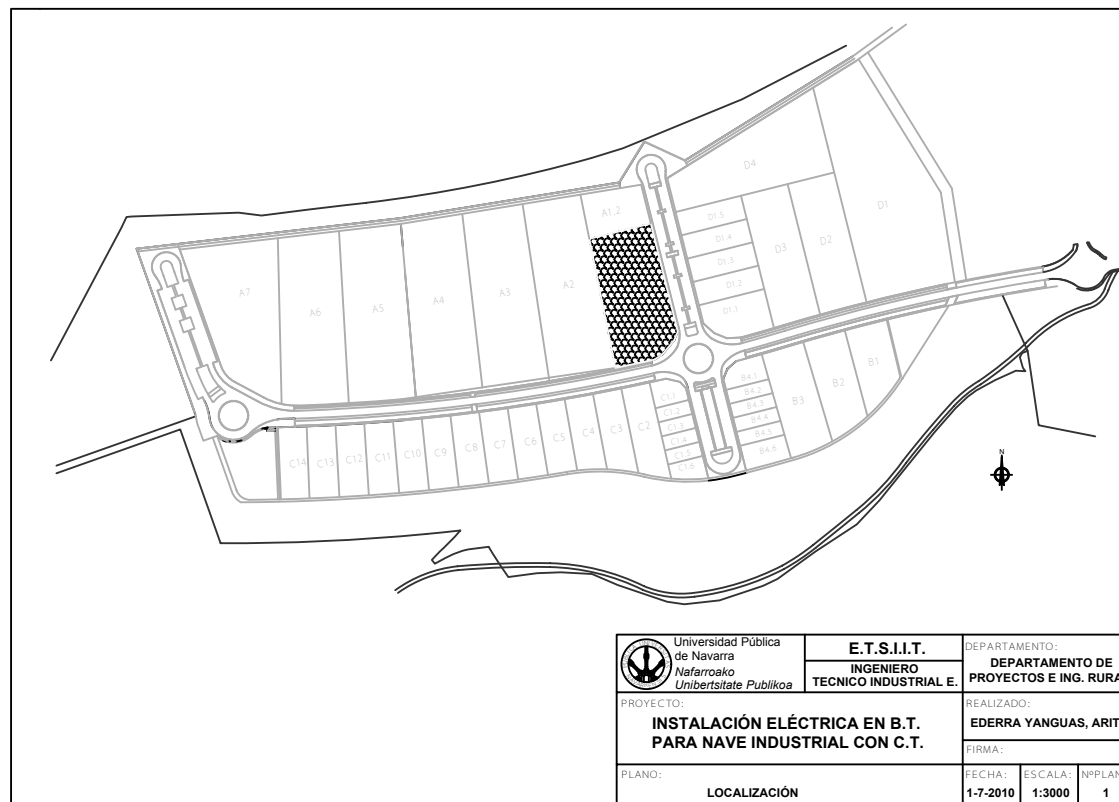 D4
A1.2
D1.5
D1.4
D1.3
D1.2
D1.1
D3
D2
D1
A7
A6
A5
A4
A3
A2
B4.1
B4.2
B4.3
B4.4
B4.5
B4.6
B3
B2
B1
C1.1
C1.2
C1.3
C1.4
C1.5
C1.6
C14
C13
C12
C11
C10
C9
C8
C7
C6
C5
C4
C3
C2
N
Universidad Pública
de Navarra
Nafarroako
Unibertsitate Publikoa
E.T.S.I.I.T.
INGENIERO
TECNICO INDUSTRIAL E.
DEPARTAMENTO:
DEPARTAMENTO DE
PROYECTOS E ING. RURA
PROYECTO:
INSTALACIÓN ELÉCTRICA EN B.T.
PARA NAVE INDUSTRIAL CON C.T.
REALIZADO:
EDERRA YANGUAS, ARIT
FIRMA:
PLANO:
LOCALIZACIÓN
FECHA:
1-7-2010
ESCALA:
1:3000
NºPLAN
1